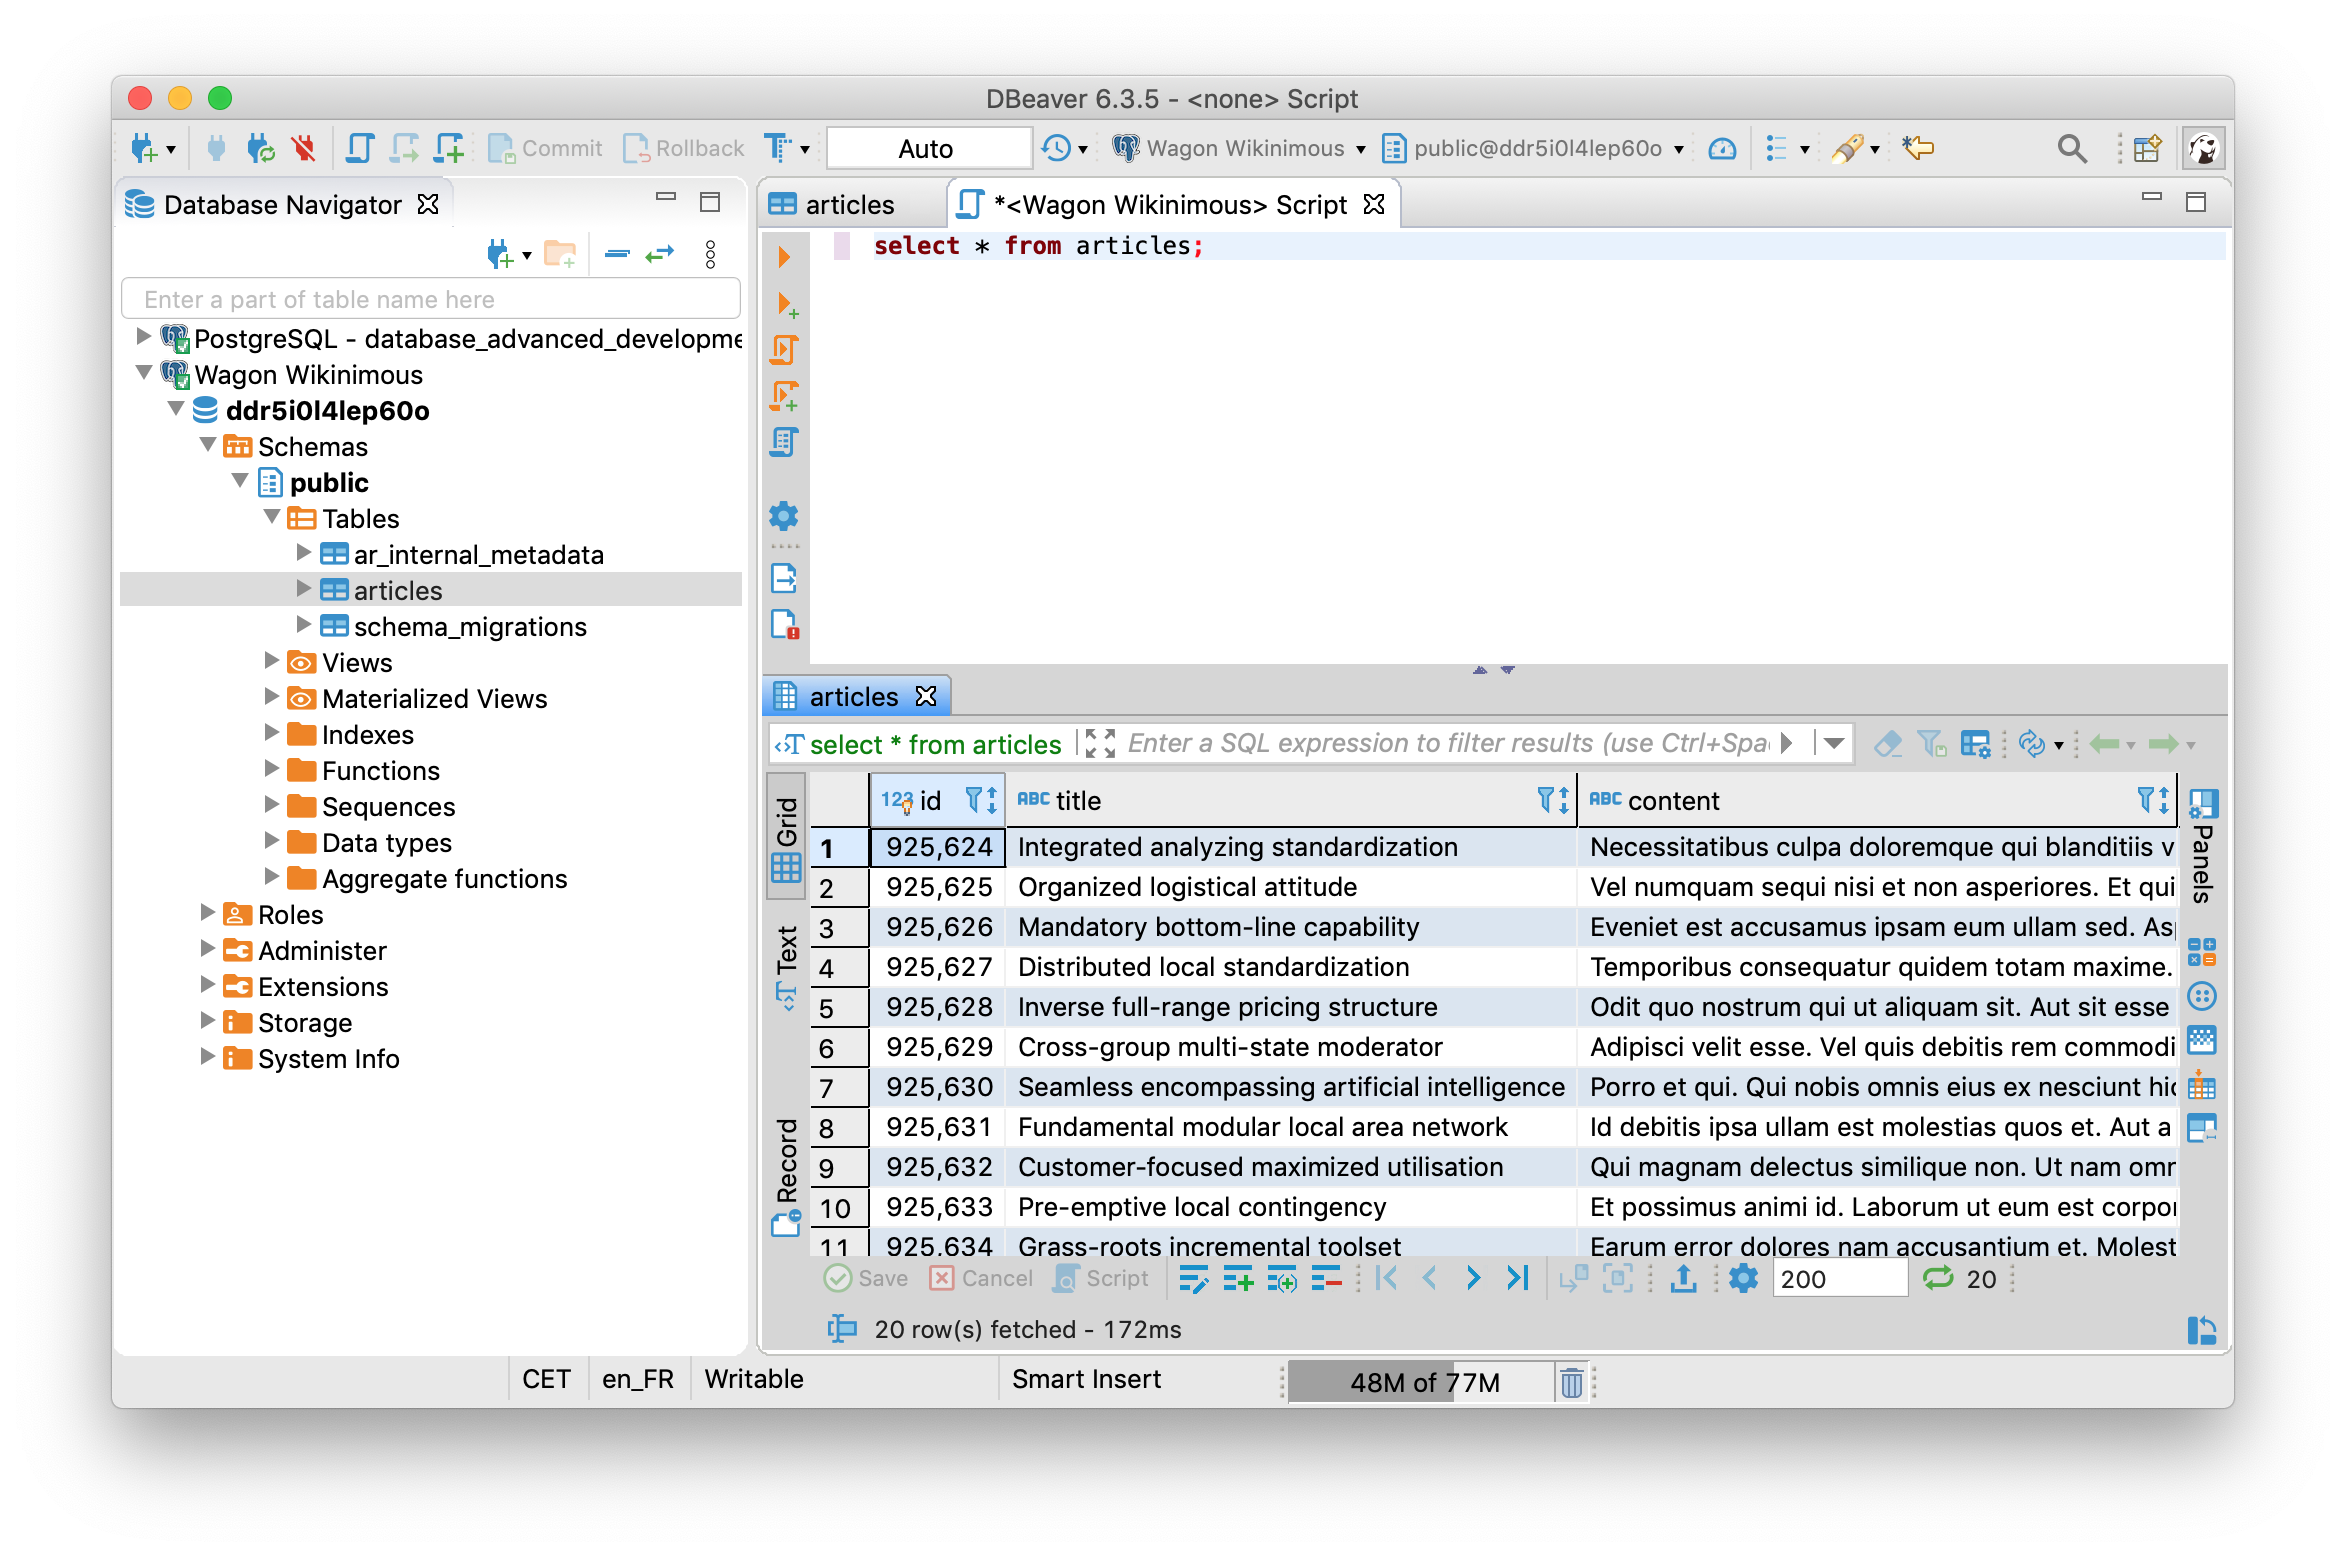 DBeaver 6.3.5 - <none> Script
Commit Rollback Auto Wagon Wikinimous public@ddr5i0l4lep60o
Database Navigator
Enter a part of table name here
PostgreSQL - database_advanced_developme
Wagon Wikinimous
ddr5i0l4lep60o
Schemas
public
Tables
ar_internal_metadata
articles
schema_migrations
Views
Materialized Views
Indexes
Functions
Sequences
Data types
Aggregate functions
Roles
Administer
Extensions
Storage
System Info
articles *<Wagon Wikinimous> Script
select * from articles;
articles
select * from articles Enter a SQL expression to filter results (use Ctrl+Spa
Grid
Text
Record
Panels
123 id ABC title ABC content
1 925,624 Integrated analyzing standardization Necessitatibus culpa doloremque qui blanditiis v
2 925,625 Organized logistical attitude Vel numquam sequi nisi et non asperiores. Et qui
3 925,626 Mandatory bottom-line capability Eveniet est accusamus ipsam eum ullam sed. Asp
4 925,627 Distributed local standardization Temporibus consequatur quidem totam maxime.
5 925,628 Inverse full-range pricing structure Odit quo nostrum qui ut aliquam sit. Aut sit esse
6 925,629 Cross-group multi-state moderator Adipisci velit esse. Vel quis debitis rem commodi
7 925,630 Seamless encompassing artificial intelligence Porro et qui. Qui nobis omnis eius ex nesciunt hic
8 925,631 Fundamental modular local area network Id debitis ipsa ullam est molestias quos et. Aut a
9 925,632 Customer-focused maximized utilisation Qui magnam delectus similique non. Ut nam omn
10 925,633 Pre-emptive local contingency Et possimus animi id. Laborum ut eum est corpor
11 925,634 Grass-roots incremental toolset Earum error dolores nam accusantium et. Molest
Save Cancel Script 200 20
20 row(s) fetched - 172ms
CET en_FR Writable Smart Insert 48M of 77M